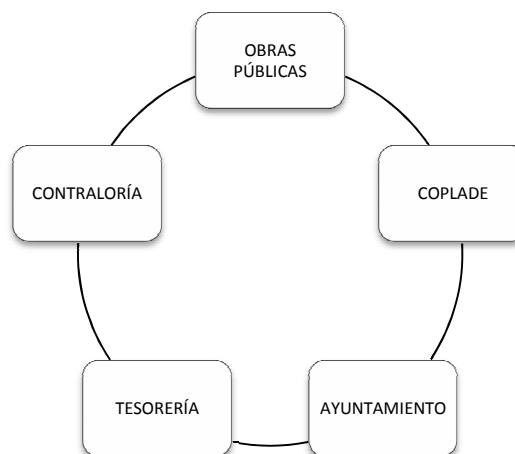 OBRAS
PÚBLICAS
CONTRALORÍA
COPLADE
TESORERÍA
AYUNTAMIENTO